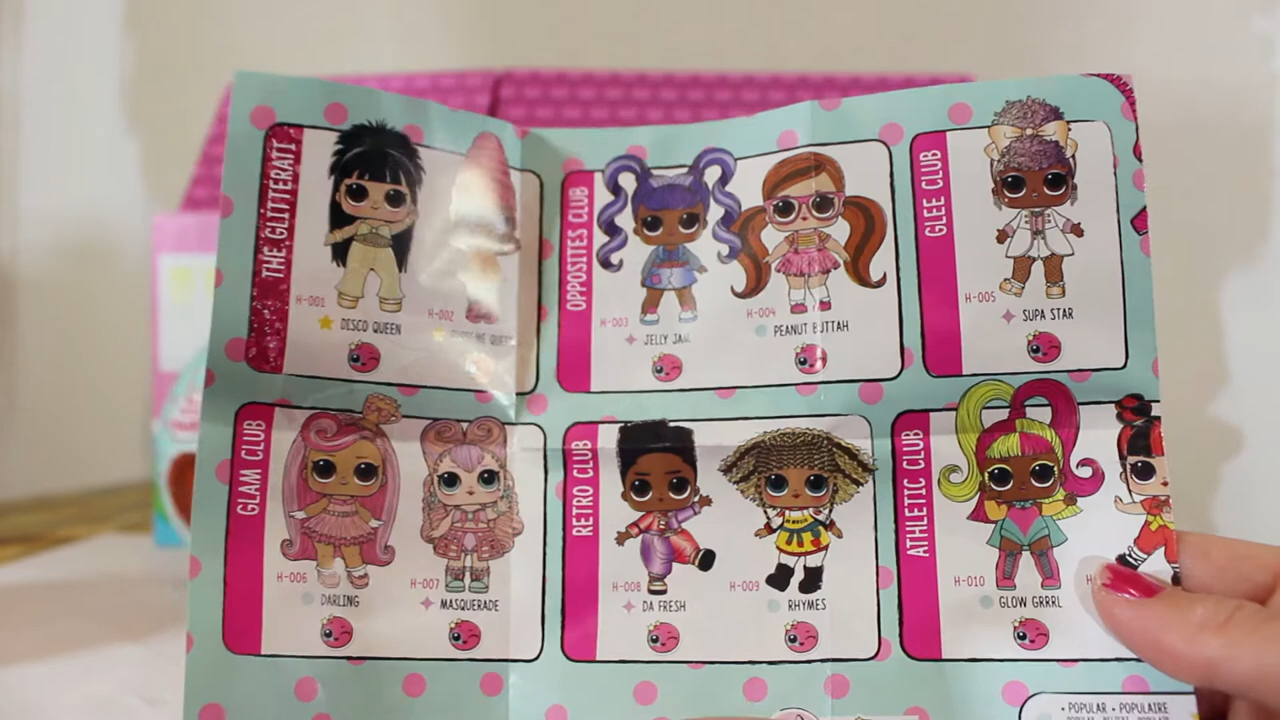 THE GLITTERATI
H-001
DISCO QUEEN
H-002
OPPOSITES CLUB
H-003
JELLY JAM
H-004
PEANUT BUTTAH
GLEE CLUB
H-005
SUPA STAR
GLAM CLUB
H-006
DARLING
H-007
MASQUERADE
RETRO CLUB
H-008
DA FRESH
H-009
RHYMES
ATHLETIC CLUB
H-010
GLOW GRRRL
• POPULAR • POPULAIRE